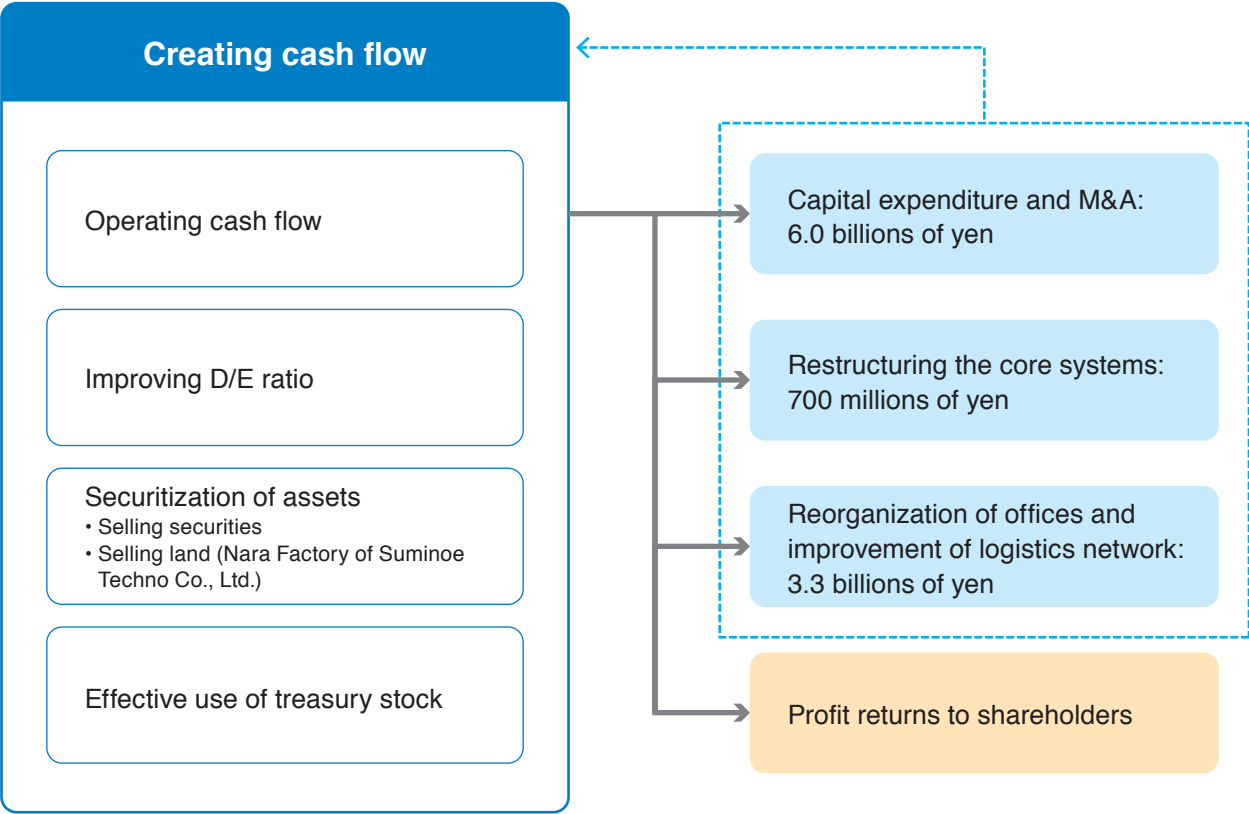 Creating cash flow
Operating cash flow
Improving D/E ratio
Securitization of assets
• Selling securities
• Selling land (Nara Factory of Suminoe
Techno Co., Ltd.)
Effective use of treasury stock
Capital expenditure and M&A:
6.0 billions of yen
Restructuring the core systems:
700 millions of yen
Reorganization of offices and
improvement of logistics network:
3.3 billions of yen
Profit returns to shareholders